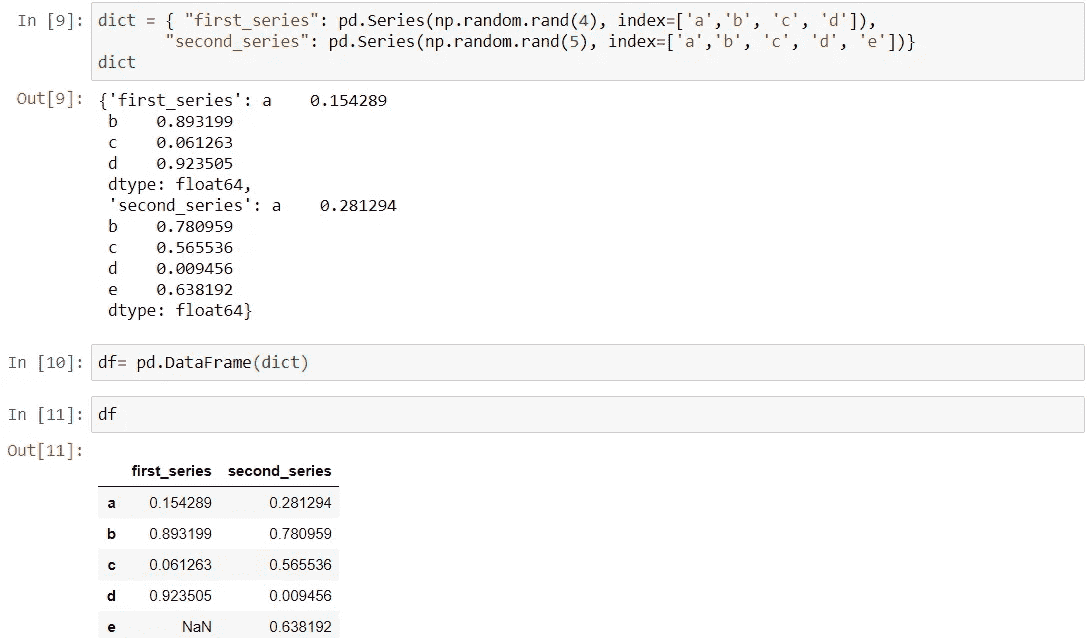 In [9]: dict = { "first_series": pd.Series(np.random.rand(4), index=['a','b', 'c', 'd']),
"second_series": pd.Series(np.random.rand(5), index=['a','b', 'c', 'd', 'e'])}
dict
Out[9]: {'first_series': a    0.154289
b    0.893199
c    0.061263
d    0.923505
dtype: float64,
'second_series': a    0.281294
b    0.780959
c    0.565536
d    0.009456
e    0.638192
dtype: float64}
In [10]: df= pd.DataFrame(dict)
In [11]: df
Out[11]:
first_series second_series
a 0.154289 0.281294
b 0.893199 0.780959
c 0.061263 0.565536
d 0.923505 0.009456
e NaN 0.638192